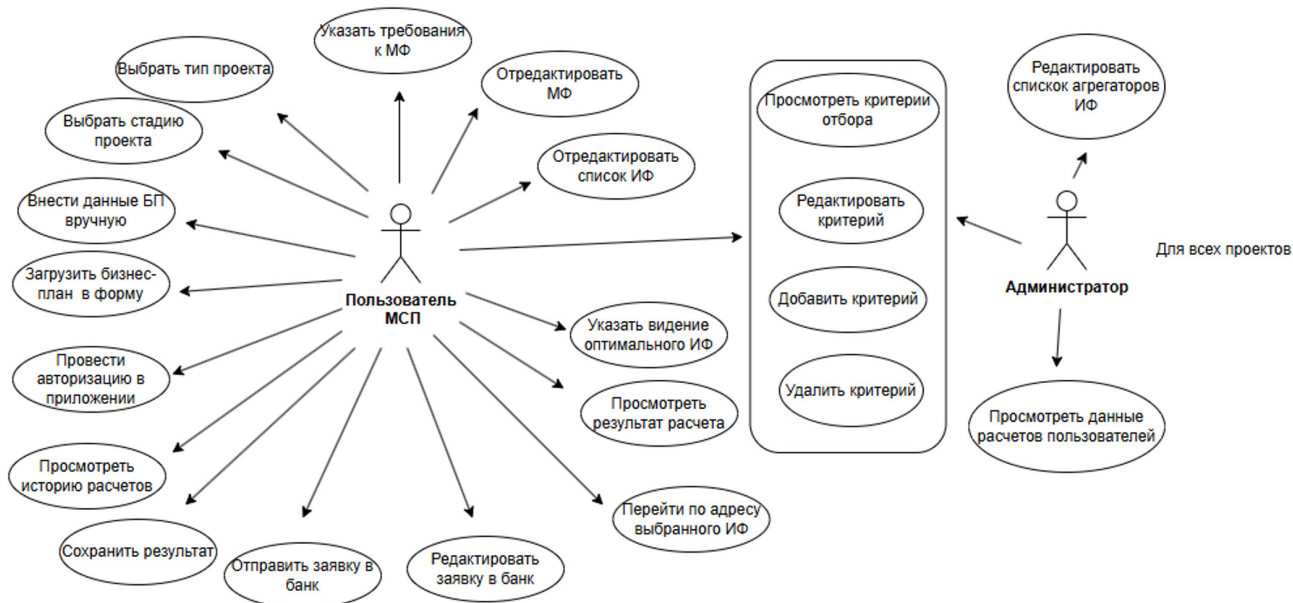 Указать требования
к МФ
Выбрать тип проекта
Отредактировать
МФ
Выбрать стадию
проекта
Отредактировать
список ИФ
Внести данные БП
вручную
Загрузить бизнес-
план в форму
Пользователь
МСП
Провести
авторизацию в
приложении
Указать видение
оптимального ИФ
Просмотреть
результат расчета
Просмотреть
историю расчетов
Перейти по адресу
выбранного ИФ
Сохранить результат
Отправить заявку в
банк
Редактировать
заявку в банк
Просмотреть критерии
отбора
Редактировать
критерий
Добавить критерий
Удалить критерий
Редактировать
спискок агрегаторов
ИФ
Для всех проектов
Администратор
Просмотреть данные
расчетов пользователей